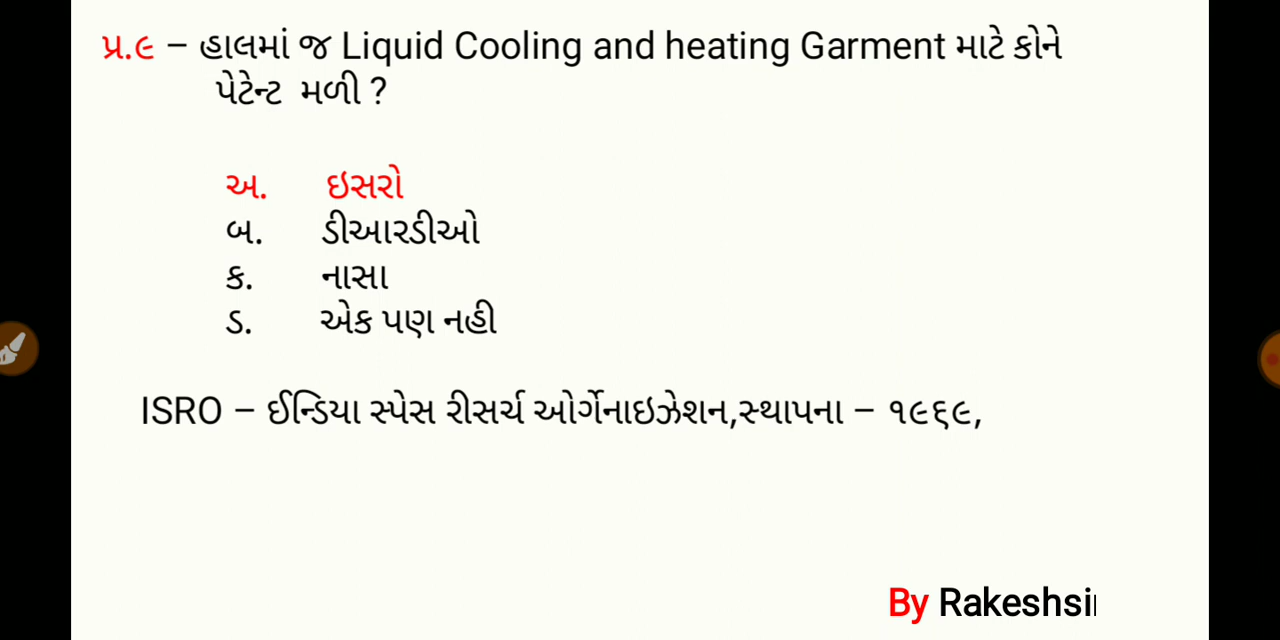 પ્ર.૯ – હાલમાં જ Liquid Cooling and heating Garment માટે કોને
પેટેન્ટ મળી ?
અ. ઇસરો
બ. ડીઆરડીઓ
ક. નાસા
ડ. એક પણ નહી
ISRO – ઈન્ડિયા સ્પેસ રીસર્ચ ઓર્ગેનાઇઝેશન,સ્થાપના – ૧૯૬૯,
By